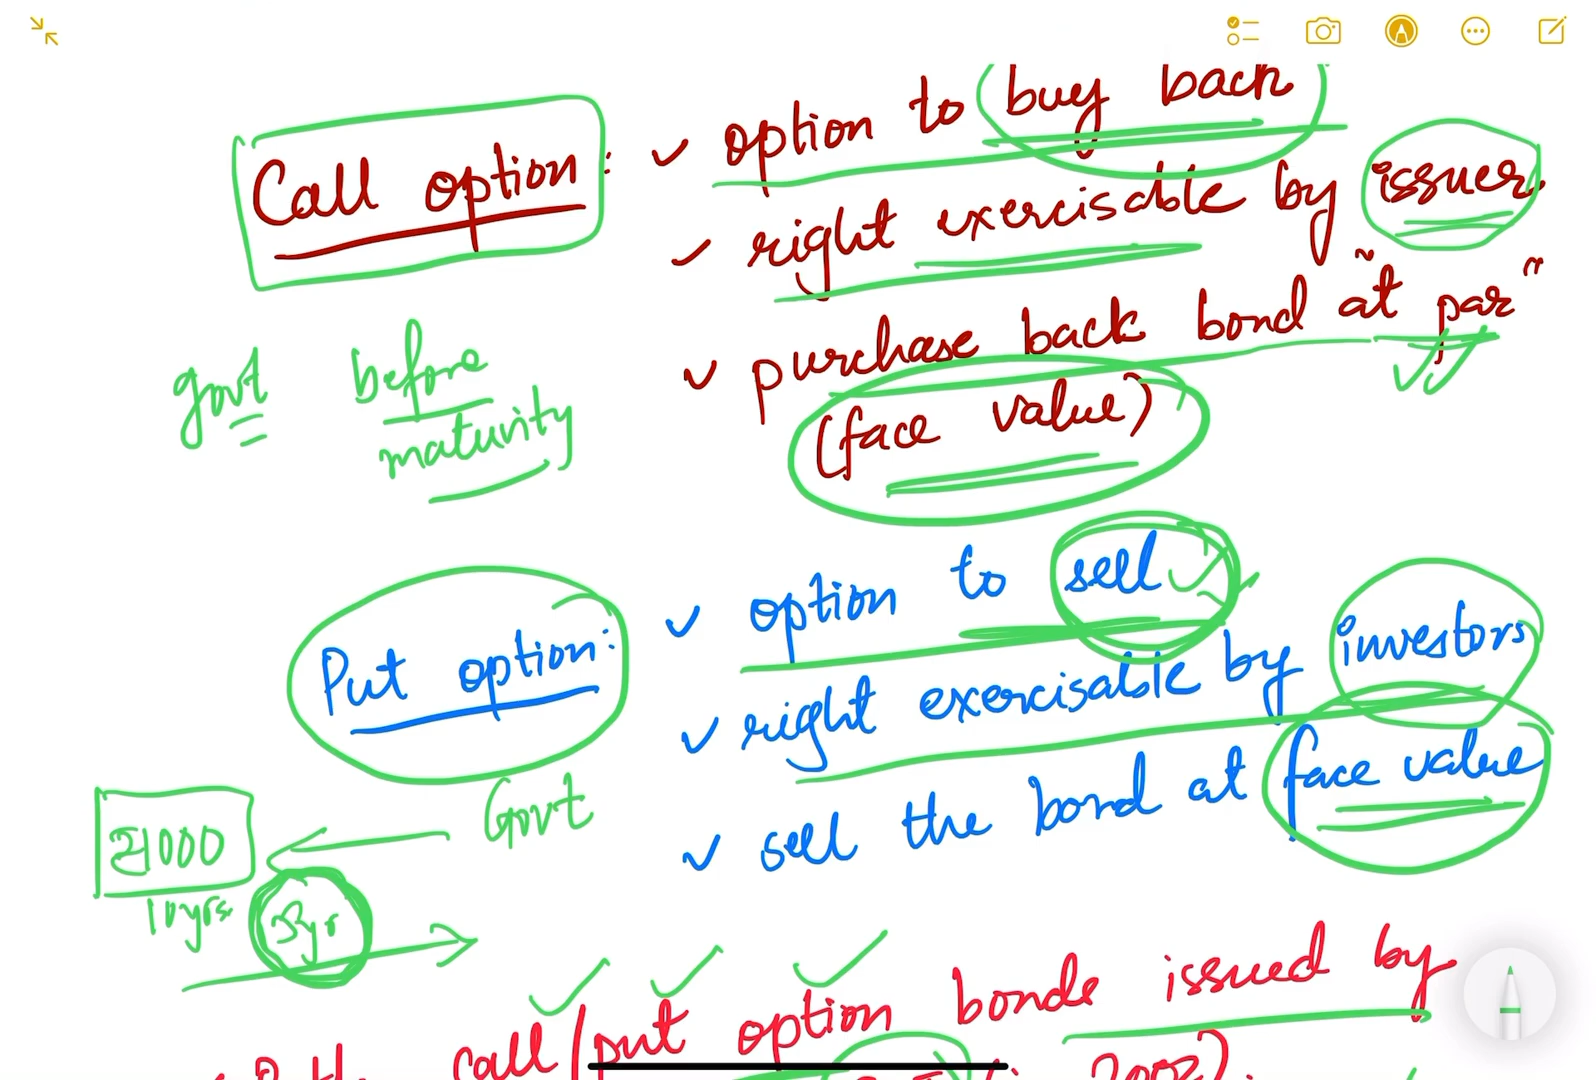 Call option: ✓ option to buy back
✓ right exercisable by issuer
✓ purchase back bond "at par"
(face value)
govt before
maturity
Put option: ✓ option to sell ✓
✓ right exercisable by investors
✓ sell the bond at face value
Govt
₹1000
10yrs
call/put option bonds issued by
2002)